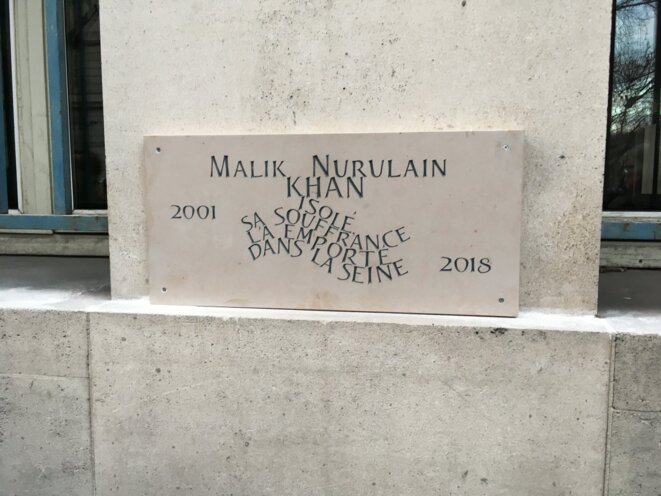 MALIK NURULAIN
KHAN
ISOLÉ
2001
SA SOUFFRANCE
L'A EMPORTÉ
DANS LA SEINE
2018